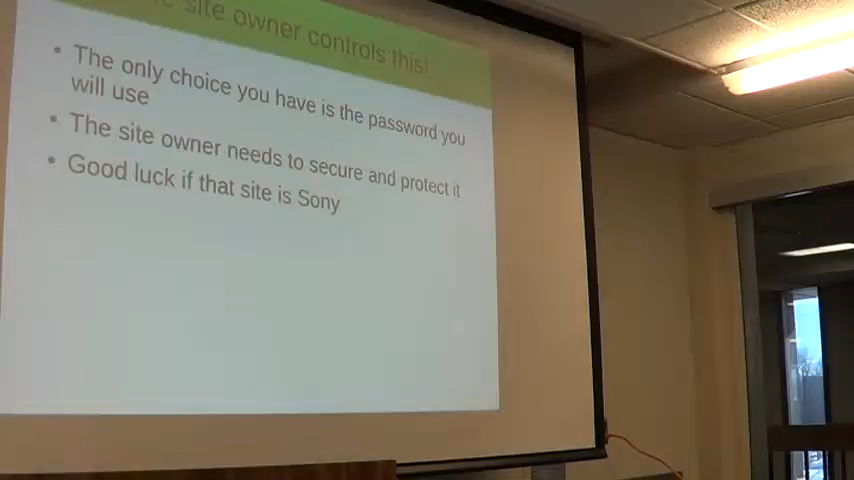 site owner controls this!
• The only choice you have is the password you
will use
• The site owner needs to secure and protect it
• Good luck if that site is Sony